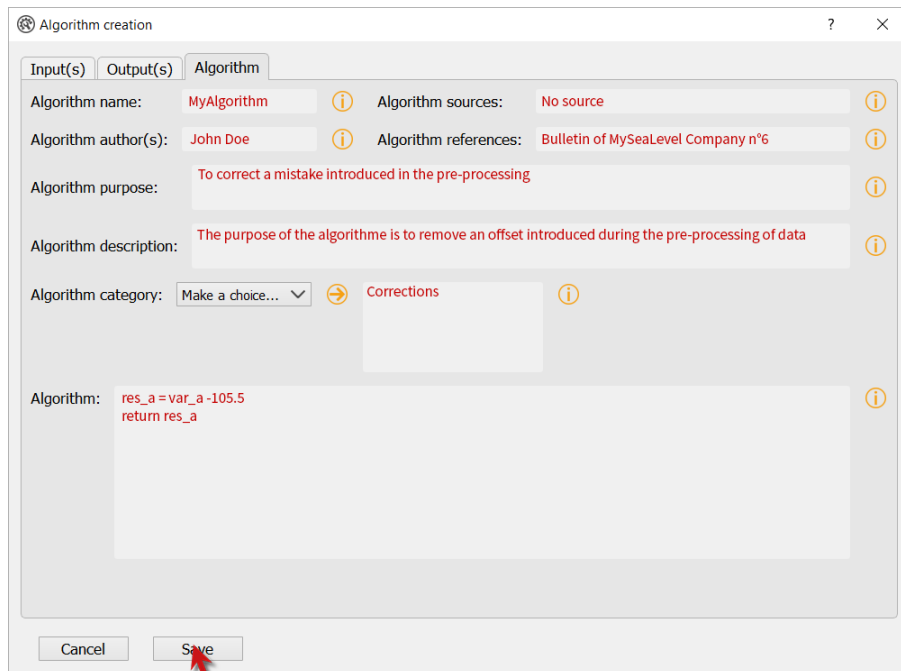 Algorithm creation ?
Input(s) Output(s) Algorithm
Algorithm name: MyAlgorithm Algorithm sources: No source
Algorithm author(s): John Doe Algorithm references: Bulletin of MySeaLevel Company n°6
Algorithm purpose: To correct a mistake introduced in the pre-processing
Algorithm description: The purpose of the algorithme is to remove an offset introduced during the pre-processing of data
Algorithm category: Make a choice... Corrections
Algorithm: res_a = var_a -105.5
return res_a
Cancel Save